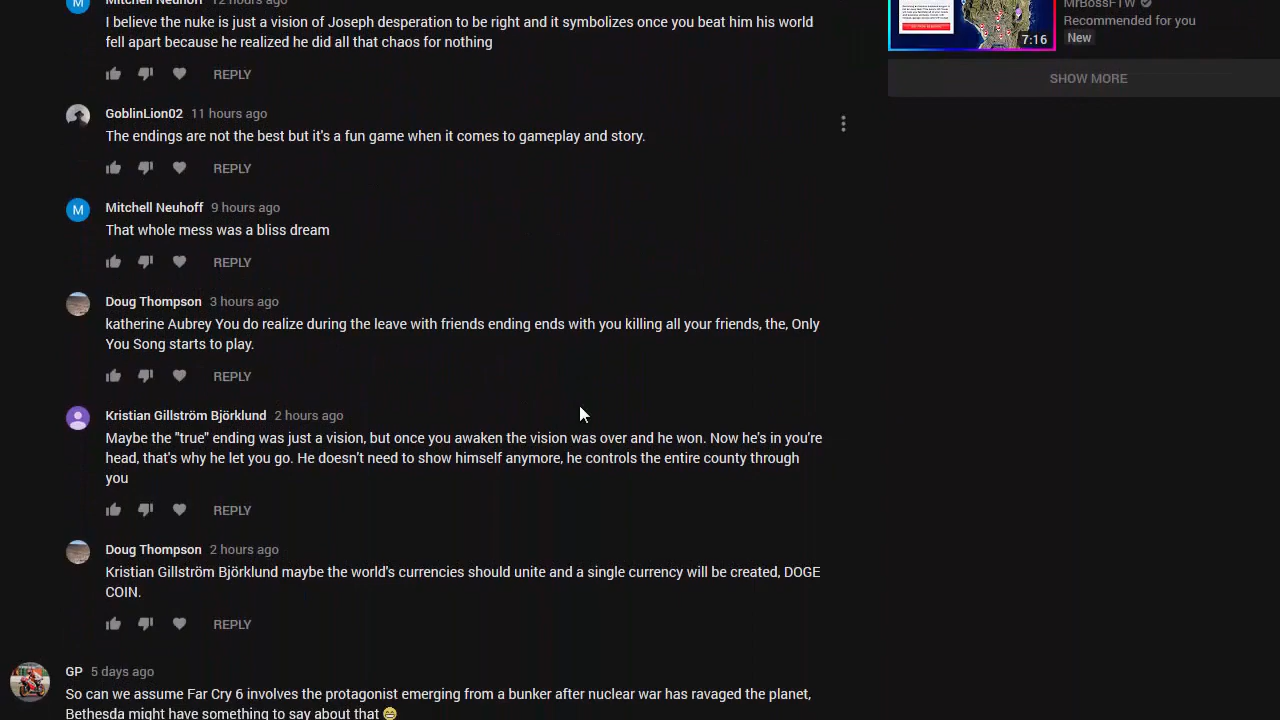 Mitchell Neuhoff 12 hours ago
I believe the nuke is just a vision of Joseph desperation to be right and it symbolizes once you beat him his world
fell apart because he realized he did all that chaos for nothing
REPLY
GoblinLion02 11 hours ago
The endings are not the best but it's a fun game when it comes to gameplay and story.
REPLY
M Mitchell Neuhoff 9 hours ago
That whole mess was a bliss dream
REPLY
Doug Thompson 3 hours ago
katherine Aubrey You do realize during the leave with friends ending ends with you killing all your friends, the, Only
You Song starts to play.
REPLY
Kristian Gillström Björklund 2 hours ago
Maybe the "true" ending was just a vision, but once you awaken the vision was over and he won. Now he's in you're
head, that's why he let you go. He doesn't need to show himself anymore, he controls the entire county through
you
REPLY
Doug Thompson 2 hours ago
Kristian Gillström Björklund maybe the world's currencies should unite and a single currency will be created, DOGE
COIN.
REPLY
GP 5 days ago
So can we assume Far Cry 6 involves the protagonist emerging from a bunker after nuclear war has ravaged the planet,
Bethesda might have something to say about that 😄
7:16
MrBossFTW
Recommended for you
New
SHOW MORE